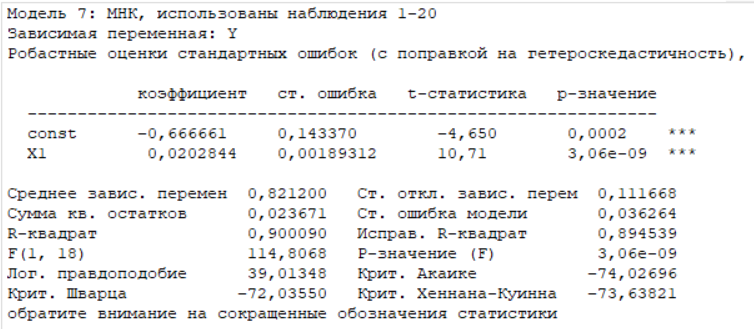 Модель 7: МНК, использованы наблюдения 1-20
Зависимая переменная: Y
Робастные оценки стандартных ошибок (с поправкой на гетероскедастичность),
коэффициент ст. ошибка t-статистика p-значение
---------------------------------------------------------------
const -0,666661 0,143370 -4,650 0,0002 ***
X1 0,0202844 0,00189312 10,71 3,06e-09 ***
Среднее завис. перемен 0,821200 Ст. откл. завис. перем 0,111668
Сумма кв. остатков 0,023671 Ст. ошибка модели 0,036264
R-квадрат 0,900090 Исправ. R-квадрат 0,894539
F(1, 18) 114,8068 Р-значение (F) 3,06e-09
Лог. правдоподобие 39,01348 Крит. Акаике -74,02696
Крит. Шварца -72,03550 Крит. Хеннана-Куинна -73,63821
обратите внимание на сокращенные обозначения статистики